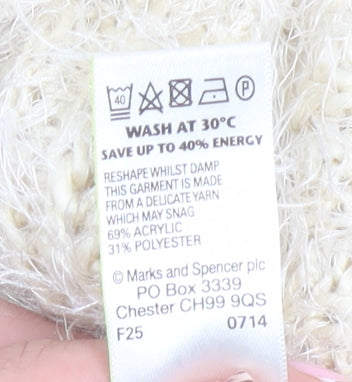 40 P
WASH AT 30°C
SAVE UP TO 40% ENERGY
RESHAPE WHILST DAMP
THIS GARMENT IS MADE
FROM A DELICATE YARN
WHICH MAY SNAG
69% ACRYLIC
31% POLYESTER
© Marks and Spencer plc
PO Box 3339
Chester CH99 9QS
F25 0714